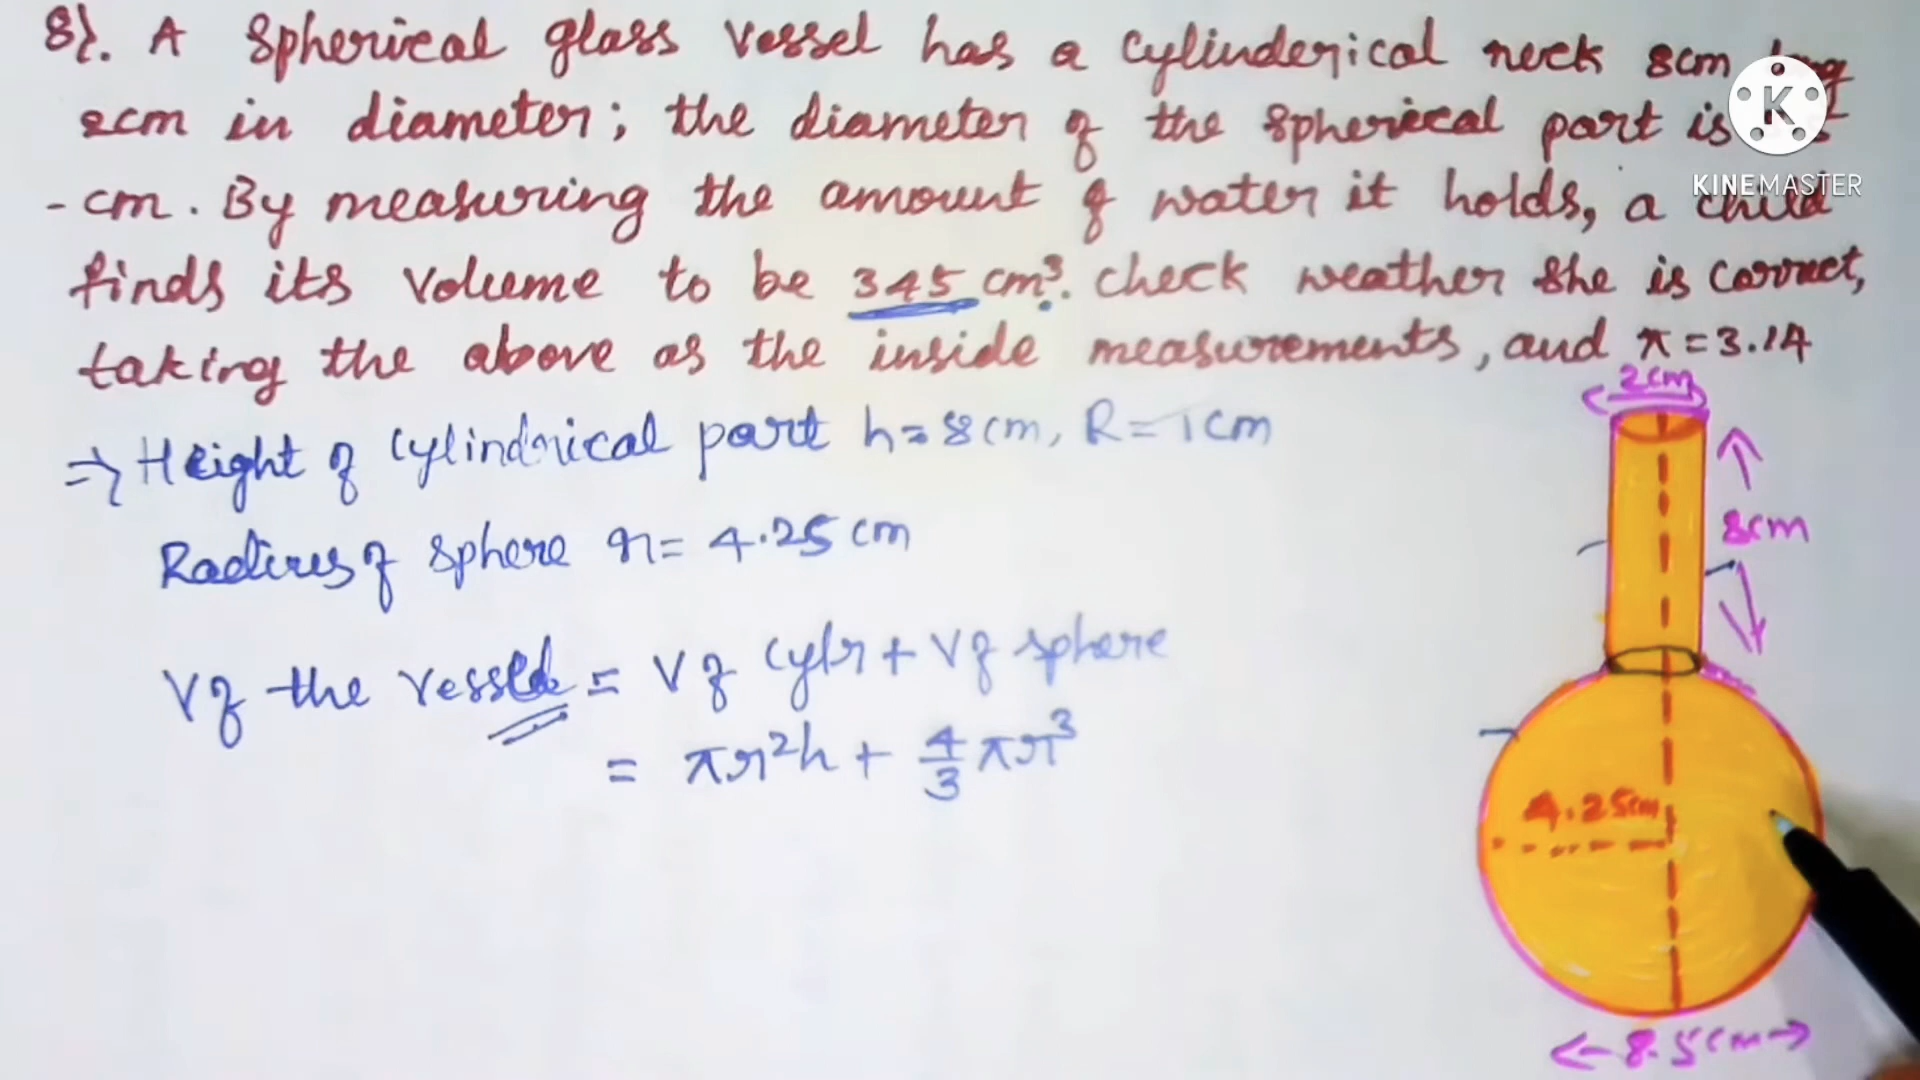 8}. A Spherical glass vessel has a cylinderical neck 8cm
2cm in diameter; the diameter of the spherical part is
-cm. By measuring the amount of water it holds, a child
finds its volume to be 345 cm³. check weather she is correct,
taking the above as the inside measurements, and π = 3.14
⇒ Height of cylindrical part h = 8cm, R = 1cm
Radius of sphere r = 4.25 cm
V of the vessel = V of cylr + V of sphere
= πr²h + 4/3 πr³
2cm
8cm
4.25cm
8.5cm
K
KINEMASTER